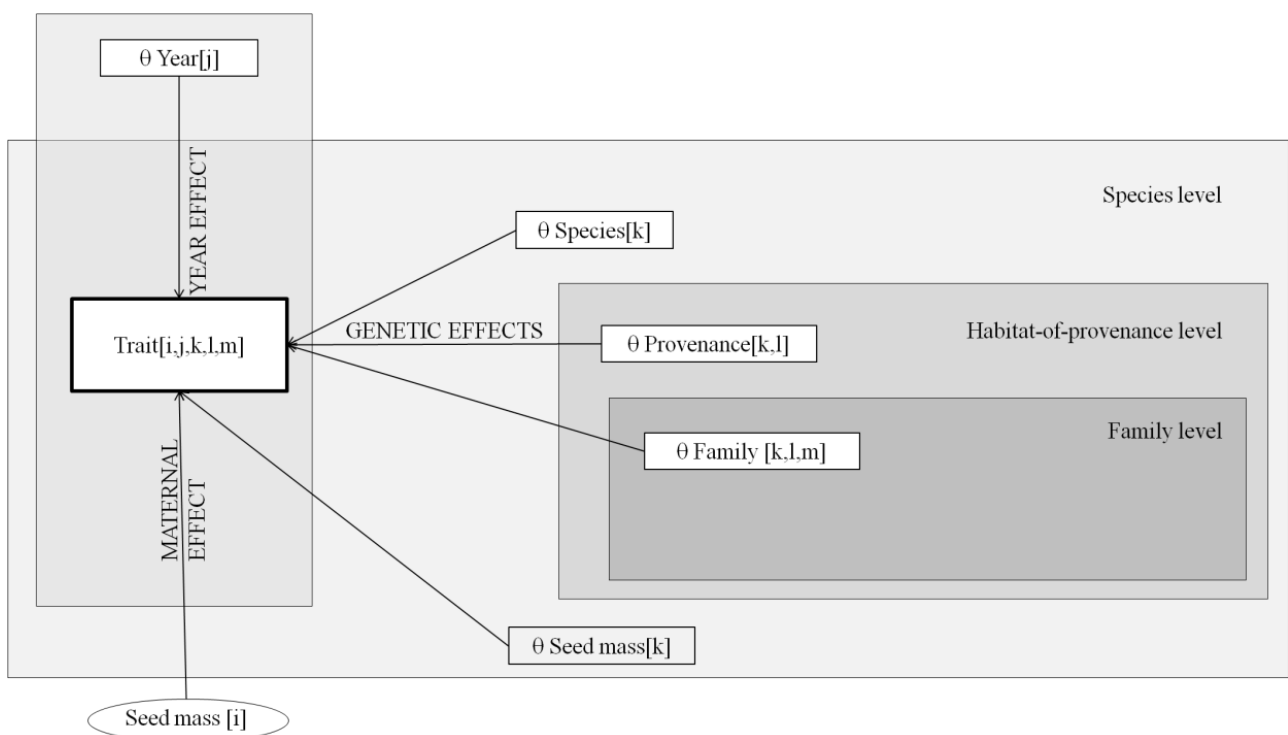 θ Year[j]
YEAR EFFECT
Species level
θ Species[k]
Trait[i,j,k,l,m]
GENETIC EFFECTS
θ Provenance[k,l]
Habitat-of-provenance level
Family level
θ Family [k,l,m]
MATERNAL
EFFECT
θ Seed mass[k]
Seed mass [i]